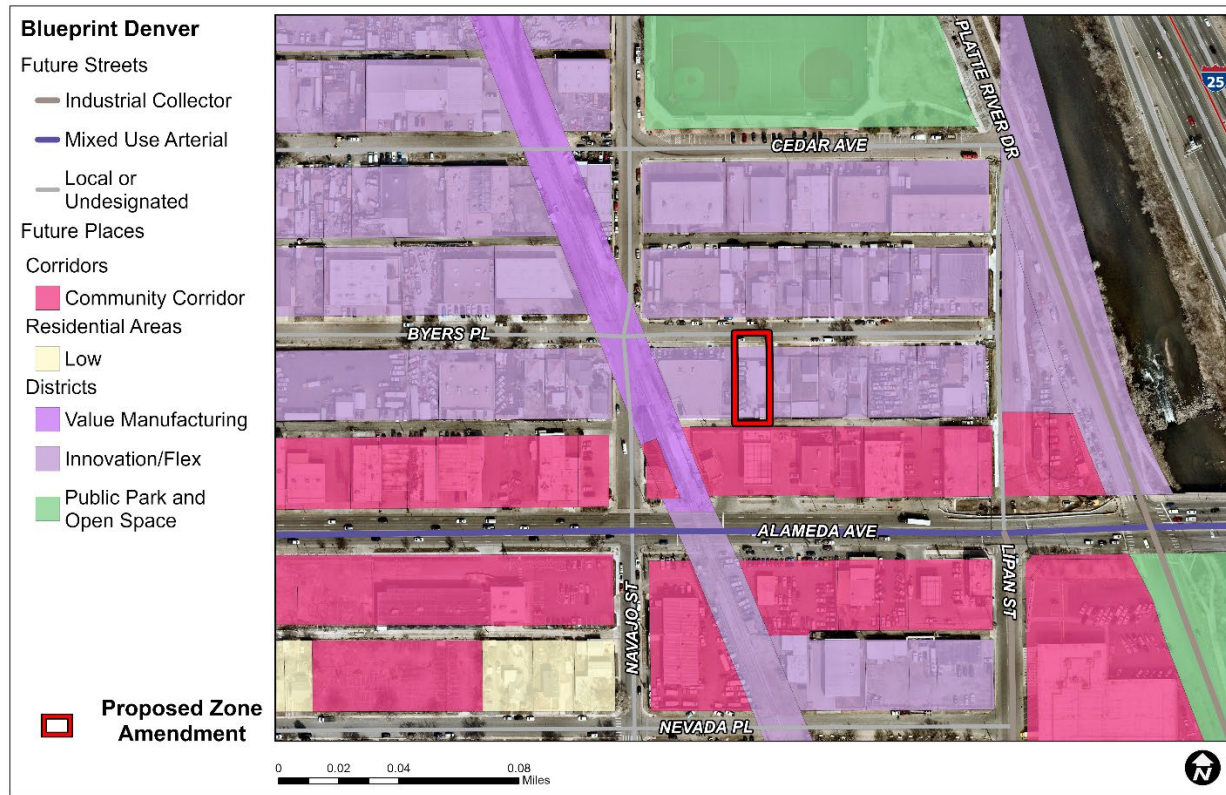 Blueprint Denver
Future Streets
Industrial Collector
Mixed Use Arterial
Local or
Undesignated
Future Places
Corridors
Community Corridor
Residential Areas
Low
Districts
Value Manufacturing
Innovation/Flex
Public Park and
Open Space
Proposed Zone
Amendment
PLATTE RIVER DR
25
CEDAR AVE
BYERS PL
ALAMEDA AVE
NAVAJO ST
LIPAN ST
NEVADA PL
0 0.02 0.04 0.08
Miles
N